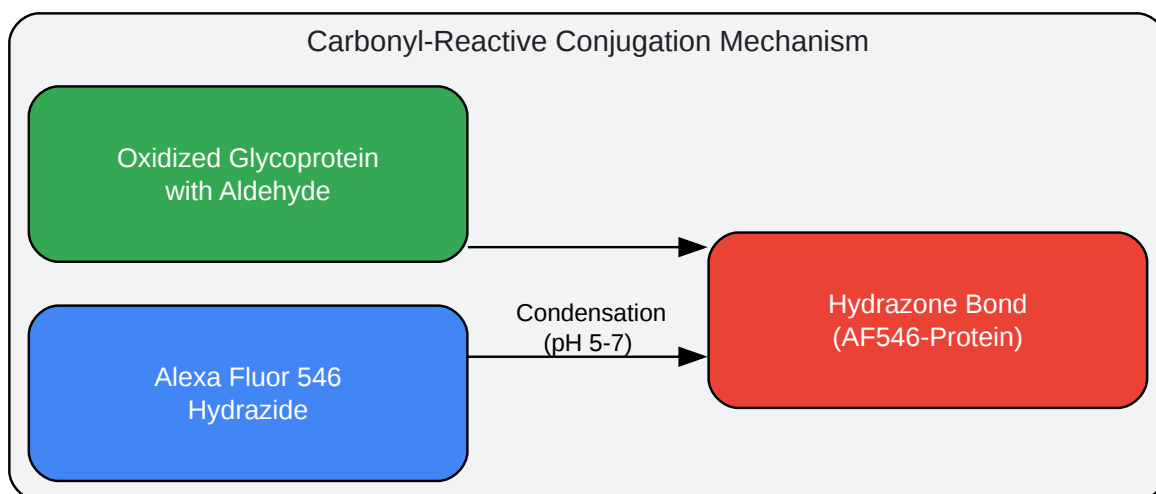 Carbonyl-Reactive Conjugation Mechanism
Oxidized Glycoprotein
with Aldehyde
Condensation
(pH 5-7)
Hydrazone Bond
(AF546-Protein)
Alexa Fluor 546
Hydrazide